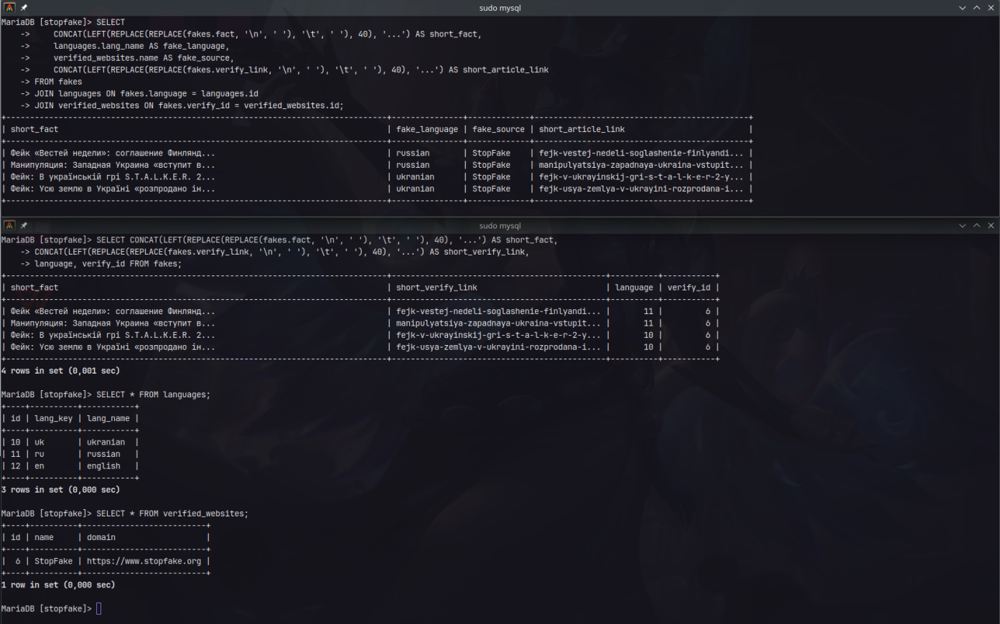 sudo mysql
MariaDB [stopfake]> SELECT
    ->     CONCAT(LEFT(REPLACE(REPLACE(fakes.fact, '\n', ' '), '\t', ' '), 40), '...') AS short_fact,
    ->     languages.lang_name AS fake_language,
    ->     verified_websites.name AS fake_source,
    ->     CONCAT(LEFT(REPLACE(REPLACE(fakes.verify_link, '\n', ' '), '\t', ' '), 40), '...') AS short_article_link
    -> FROM fakes
    -> JOIN languages ON fakes.language = languages.id
    -> JOIN verified_websites ON fakes.verify_id = verified_websites.id;
| short_fact | fake_language | fake_source | short_article_link |
| Фейк «Вестей недели»: соглашение Финлянд... | russian | StopFake | fejk-vestej-nedeli-soglashenie-finlyandi... |
| Манипуляция: Западная Украина «вступит в... | russian | StopFake | manipulyatsiya-zapadnaya-ukraina-vstupit... |
| Фейк: В українській грі S.T.A.L.K.E.R. 2... | ukranian | StopFake | fejk-v-ukrayinskij-gri-s-t-a-l-k-e-r-2-y... |
| Фейк: Усю землю в Україні «розпродано ін... | ukranian | StopFake | fejk-usya-zemlya-v-ukrayini-rozprodana-i... |
sudo mysql
MariaDB [stopfake]> SELECT CONCAT(LEFT(REPLACE(REPLACE(fakes.fact, '\n', ' '), '\t', ' '), 40), '...') AS short_fact,
    -> CONCAT(LEFT(REPLACE(REPLACE(fakes.verify_link, '\n', ' '), '\t', ' '), 40), '...') AS short_verify_link,
    -> language, verify_id FROM fakes;
| short_fact | short_verify_link | language | verify_id |
| Фейк «Вестей недели»: соглашение Финлянд... | fejk-vestej-nedeli-soglashenie-finlyandi... | 11 | 6 |
| Манипуляция: Западная Украина «вступит в... | manipulyatsiya-zapadnaya-ukraina-vstupit... | 11 | 6 |
| Фейк: В українській грі S.T.A.L.K.E.R. 2... | fejk-v-ukrayinskij-gri-s-t-a-l-k-e-r-2-y... | 10 | 6 |
| Фейк: Усю землю в Україні «розпродано ін... | fejk-usya-zemlya-v-ukrayini-rozprodana-i... | 10 | 6 |
4 rows in set (0,001 sec)
MariaDB [stopfake]> SELECT * FROM languages;
| id | lang_key | lang_name |
| 10 | uk | ukranian |
| 11 | ru | russian |
| 12 | en | english |
3 rows in set (0,000 sec)
MariaDB [stopfake]> SELECT * FROM verified_websites;
| id | name | domain |
| 6 | StopFake | https://www.stopfake.org |
1 row in set (0,000 sec)
MariaDB [stopfake]>